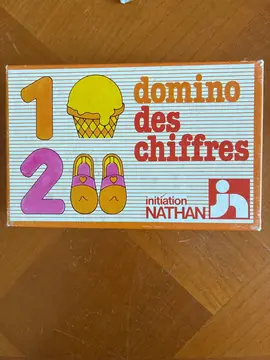 1
2
domino
des
chiffres
initiation
NATHAN